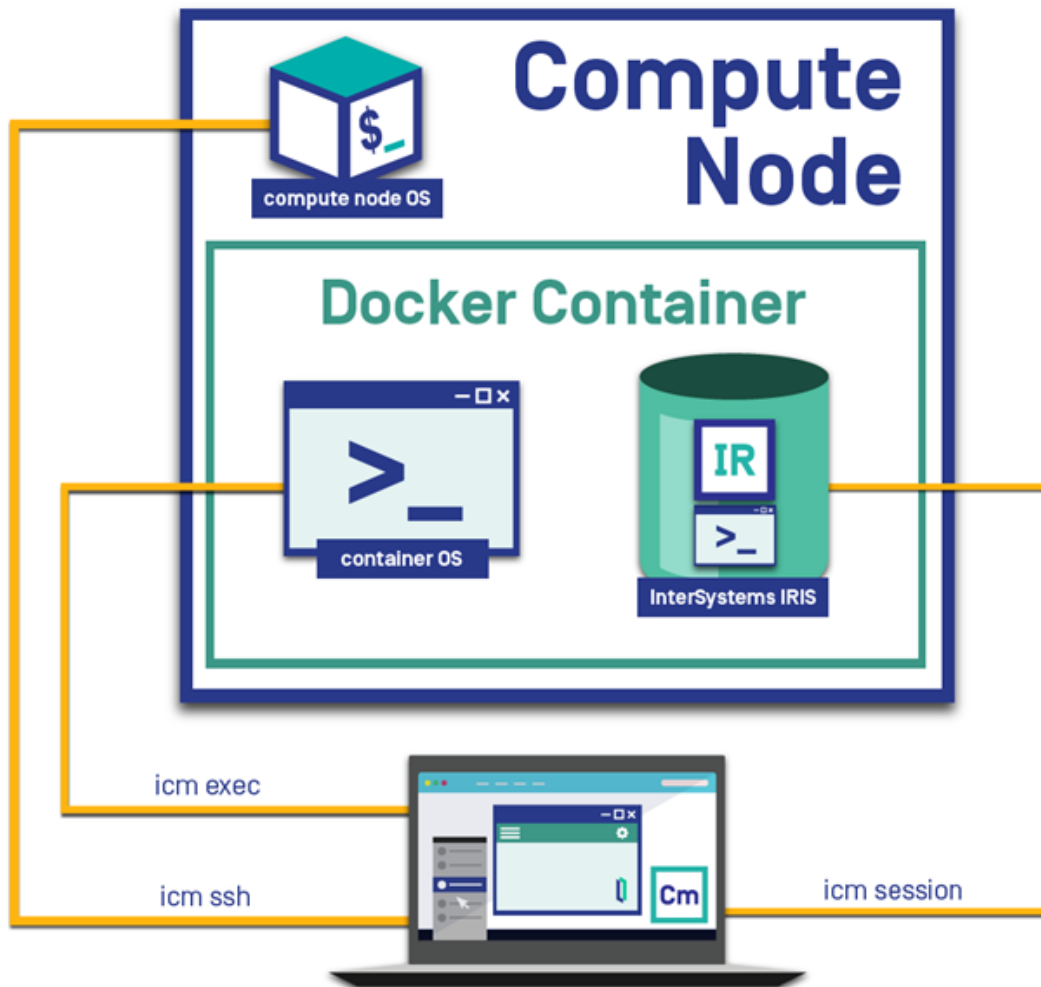 Compute
Node
$_
compute node OS
Docker Container
>_
container OS
IR
>_
InterSystems IRIS
icm exec
icm ssh
Cm
icm session